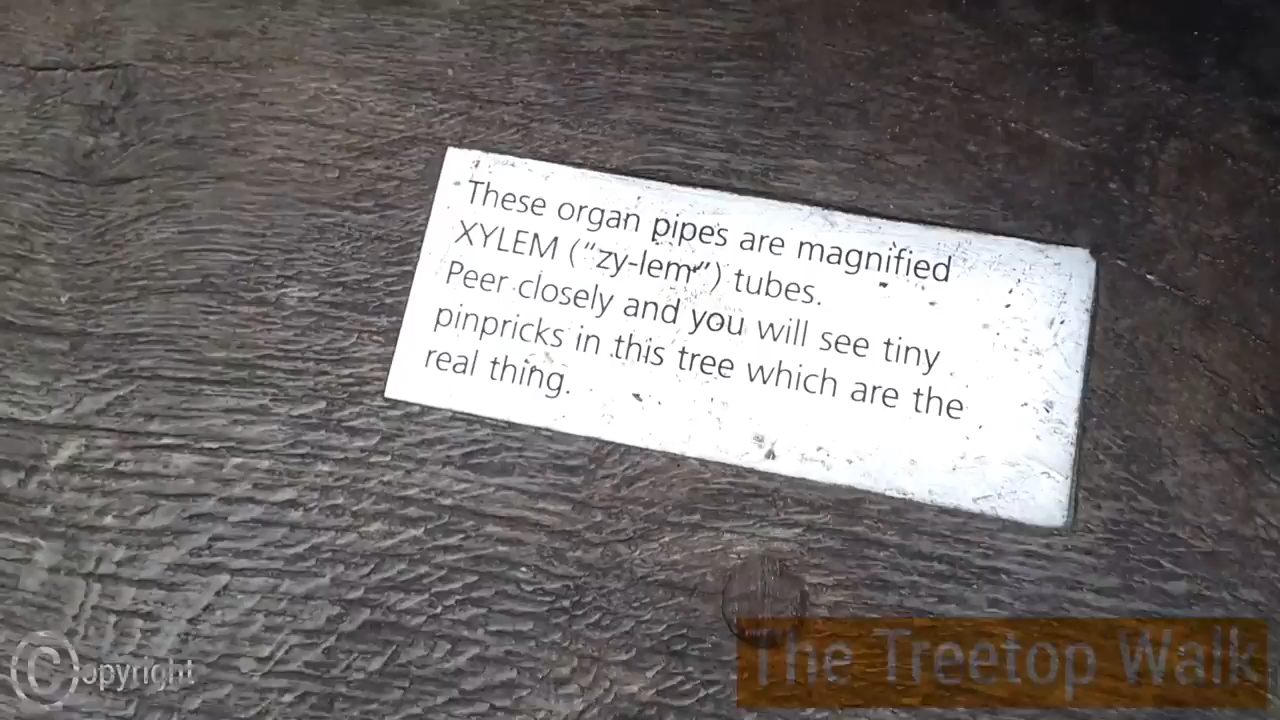 These organ pipes are magnified
XYLEM ("zy-lem") tubes.
Peer closely and you will see tiny
pinpricks in this tree which are the
real thing.
The Treetop Walk
©opyright